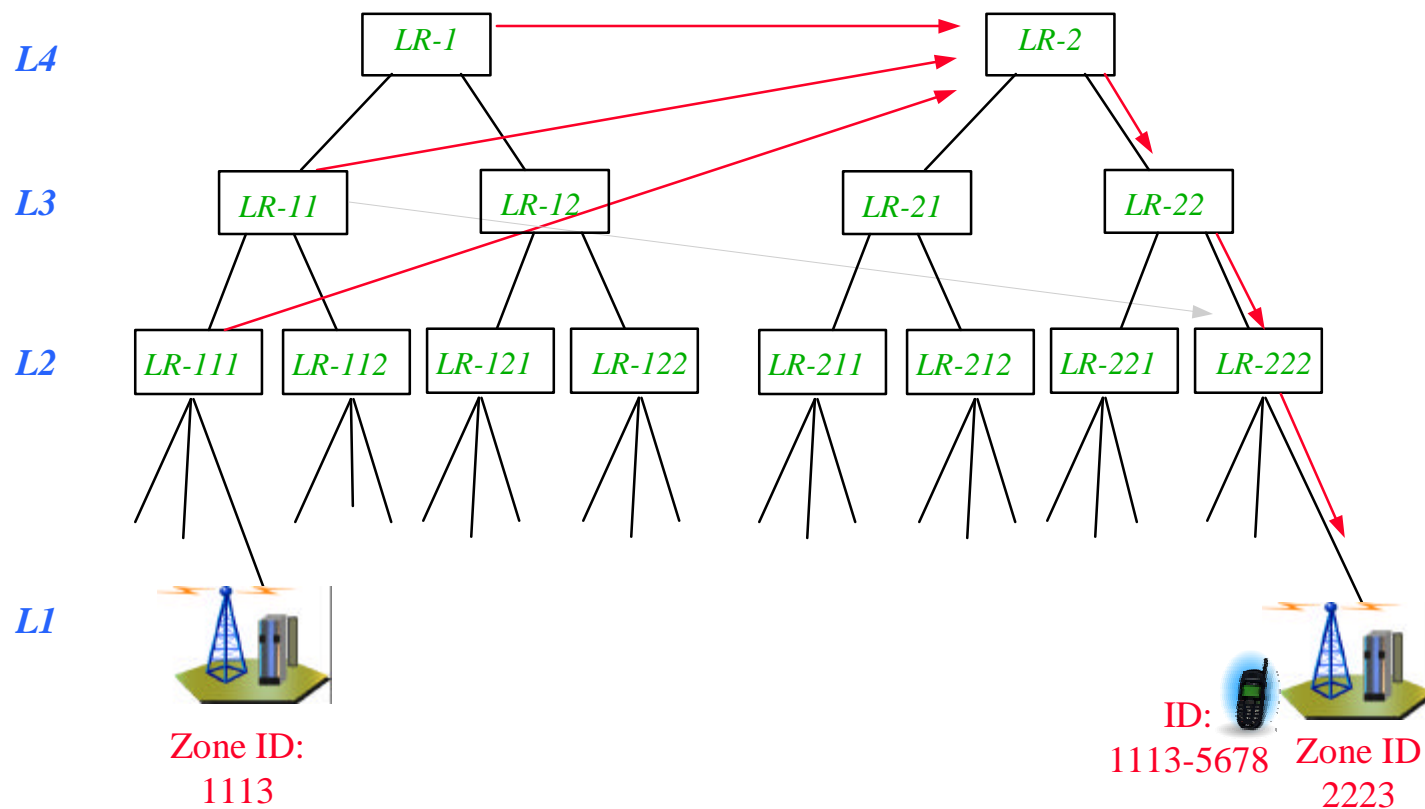 L4
LR-1
LR-2
L3
LR-11
LR-12
LR-21
LR-22
L2
LR-111
LR-112
LR-121
LR-122
LR-211
LR-212
LR-221
LR-222
L1
Zone ID:
1113
ID:
1113-5678
Zone ID
2223